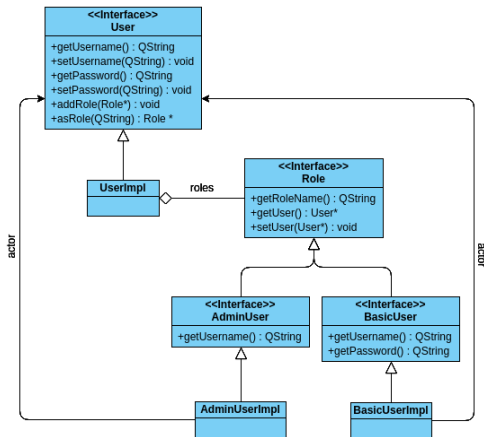 <<Interface>>
User
+getUsername() : QString
+setUsername(QString) : void
+getPassword() : QString
+setPassword(QString) : void
+addRole(Role*) : void
+asRole(QString) : Role *
UserImpl
roles
<<Interface>>
Role
+getRoleName() : QString
+getUser() : User*
+setUser(User*) : void
actor
actor
<<Interface>>
AdminUser
+getUsername() : QString
<<Interface>>
BasicUser
+getUsername() : QString
+getPassword() : QString
AdminUserImpl
BasicUserImpl